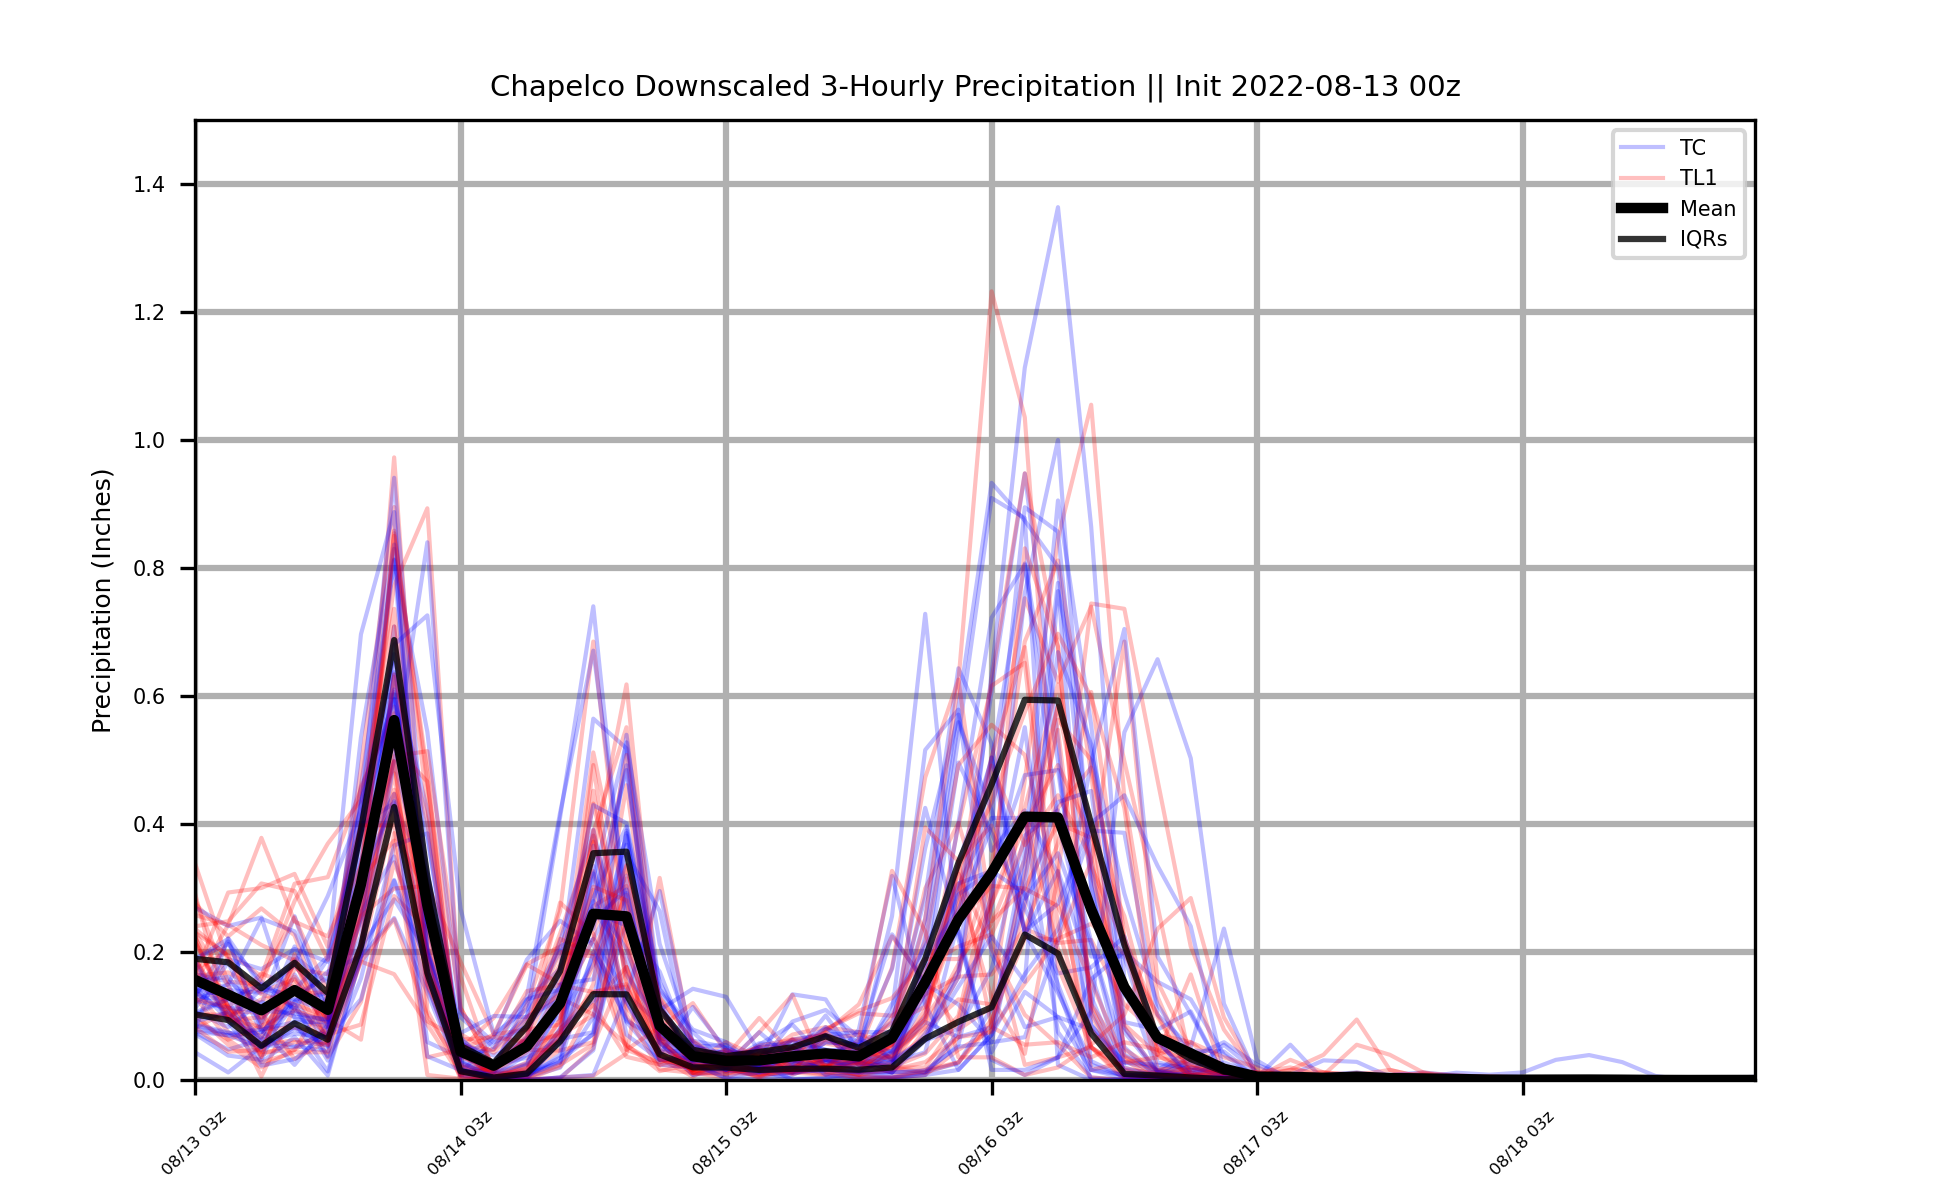 Chapelco Downscaled 3-Hourly Precipitation || Init 2022-08-13 00z
TC
TL1
Mean
IQRs
Precipitation (Inches)
1.4
1.2
1.0
0.8
0.6
0.4
0.2
0.0
08/13 03z
08/14 03z
08/15 03z
08/16 03z
08/17 03z
08/18 03z